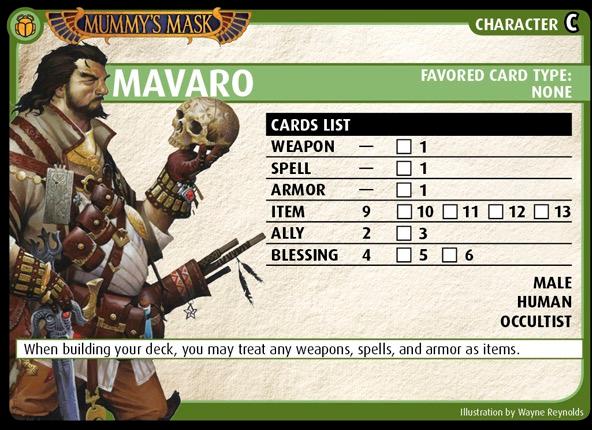 MUMMY'S MASK
CHARACTER C
MAVARO
FAVORED CARD TYPE:
NONE
CARDS LIST
WEAPON — ☐ 1
SPELL — ☐ 1
ARMOR — ☐ 1
ITEM 9 ☐ 10 ☐ 11 ☐ 12 ☐ 13
ALLY 2 ☐ 3
BLESSING 4 ☐ 5 ☐ 6
MALE
HUMAN
OCCULTIST
When building your deck, you may treat any weapons, spells, and armor as items.
Illustration by Wayne Reynolds